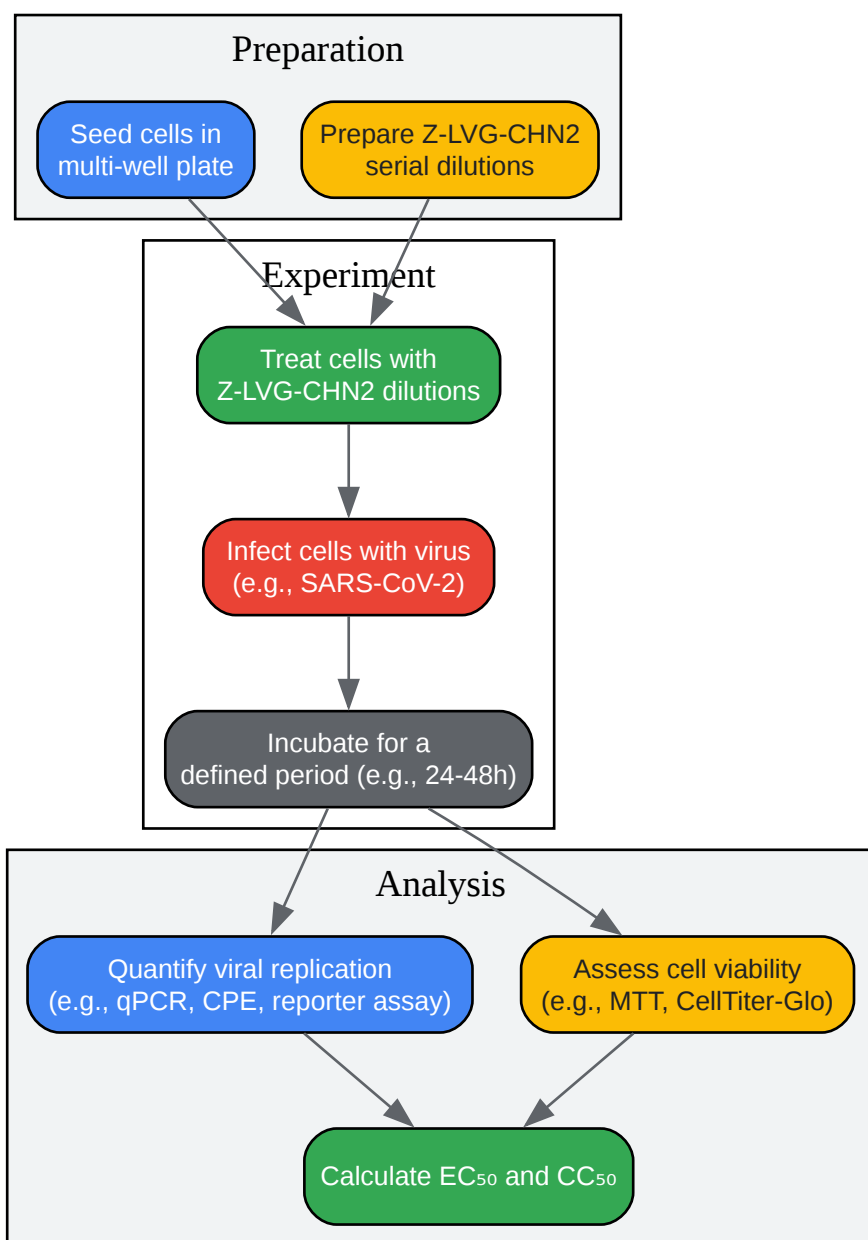 Preparation
Seed cells in
multi-well plate
Prepare Z-LVG-CHN2
serial dilutions
Experiment
Treat cells with
Z-LVG-CHN2 dilutions
Infect cells with virus
(e.g., SARS-CoV-2)
Incubate for a
defined period (e.g., 24-48h)
Analysis
Quantify viral replication
(e.g., qPCR, CPE, reporter assay)
Assess cell viability
(e.g., MTT, CellTiter-Glo)
Calculate EC₅₀ and CC₅₀